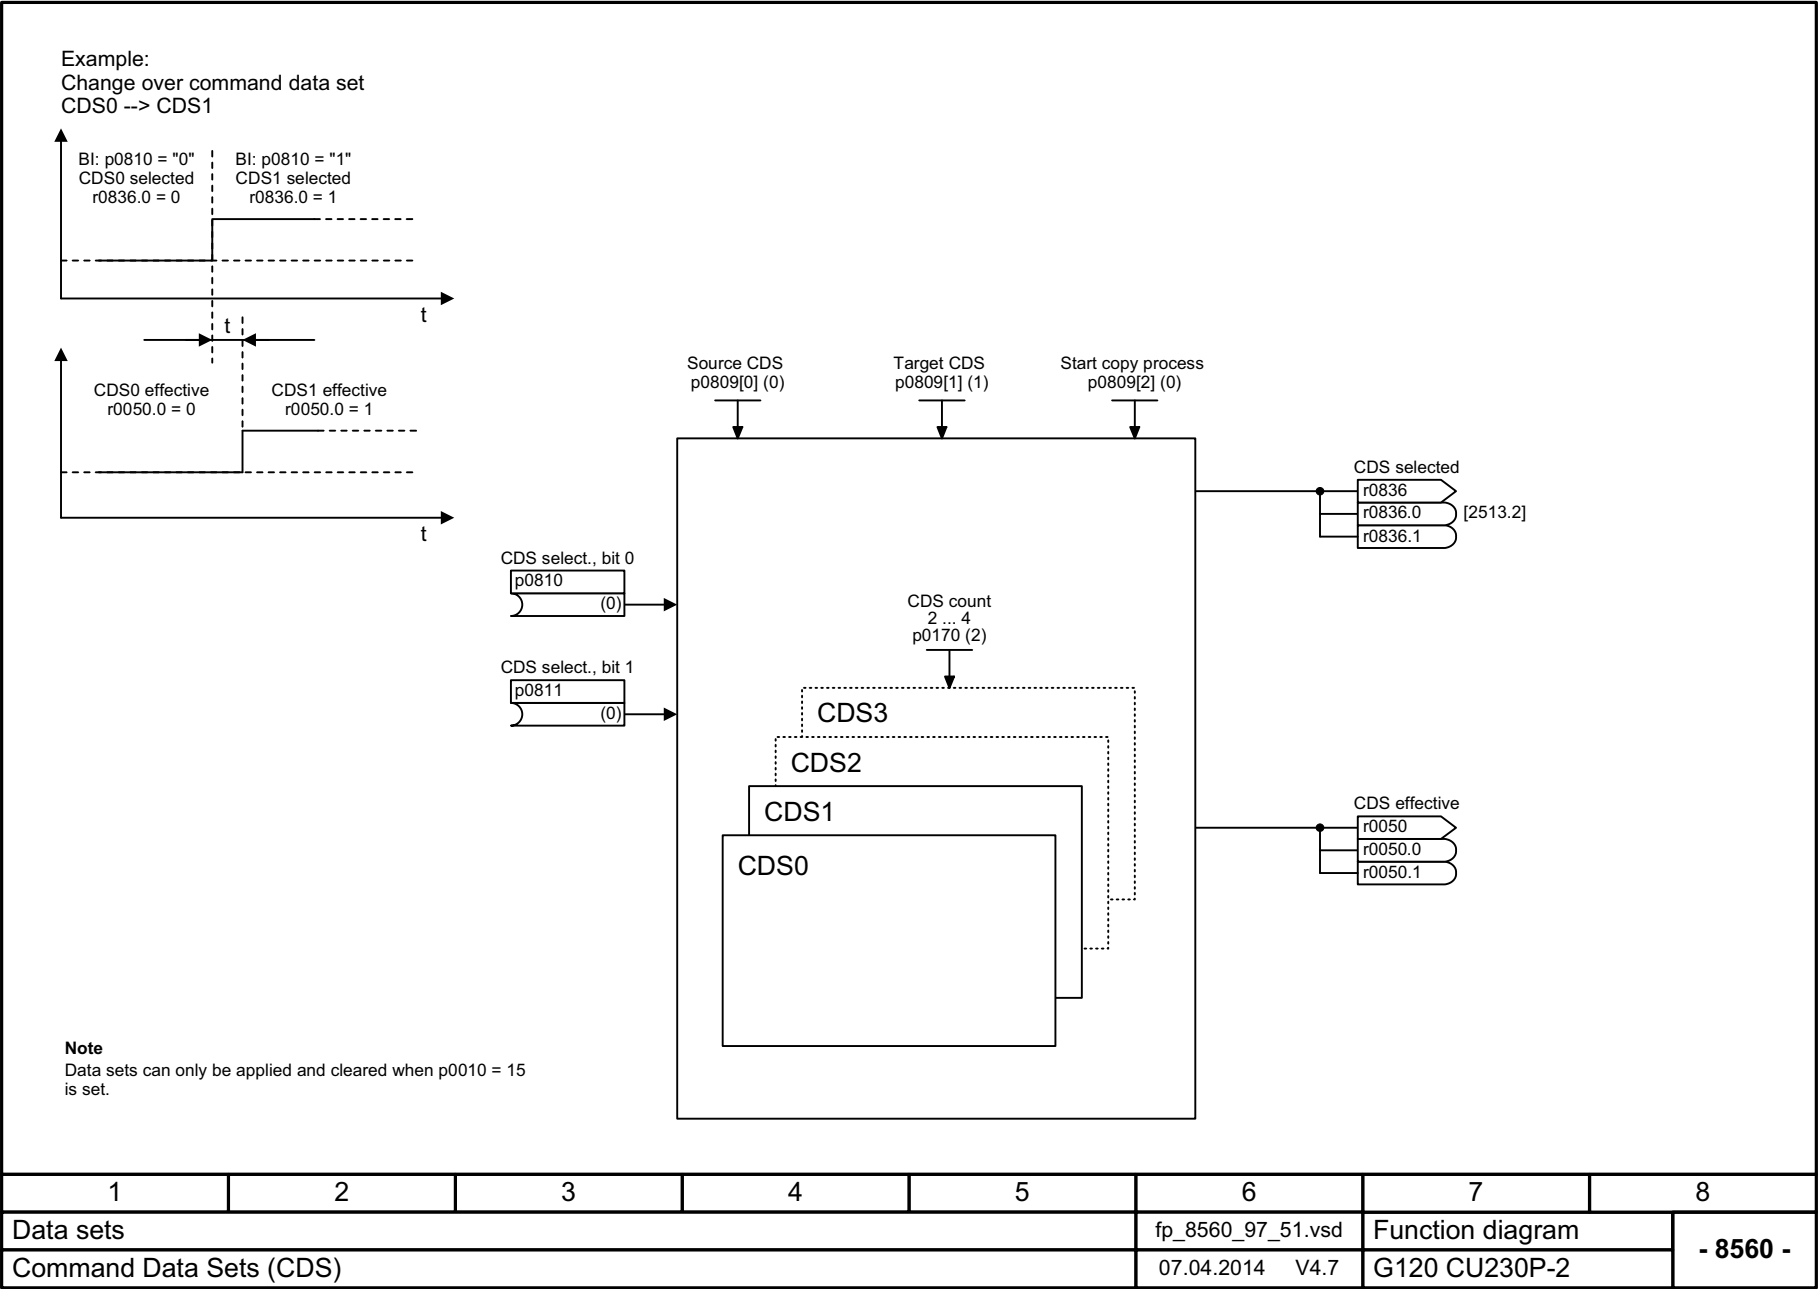 Example:
Change over command data set
CDS0 --> CDS1
BI: p0810 = "0"
CDS0 selected
r0836.0 = 0
BI: p0810 = "1"
CDS1 selected
r0836.0 = 1
t
t
CDS0 effective
r0050.0 = 0
CDS1 effective
r0050.0 = 1
t
Source CDS
p0809[0] (0)
Target CDS
p0809[1] (1)
Start copy process
p0809[2] (0)
CDS selected
r0836
r0836.0
[2513.2]
r0836.1
CDS select., bit 0
p0810
(0)
CDS select., bit 1
p0811
(0)
CDS count
2 ... 4
p0170 (2)
CDS3
CDS2
CDS1
CDS0
CDS effective
r0050
r0050.0
r0050.1
Note
Data sets can only be applied and cleared when p0010 = 15
is set.
1 2 3 4 5 6 7 8
Data sets
fp_8560_97_51.vsd
Function diagram
- 8560 -
Command Data Sets (CDS)
07.04.2014 V4.7
G120 CU230P-2